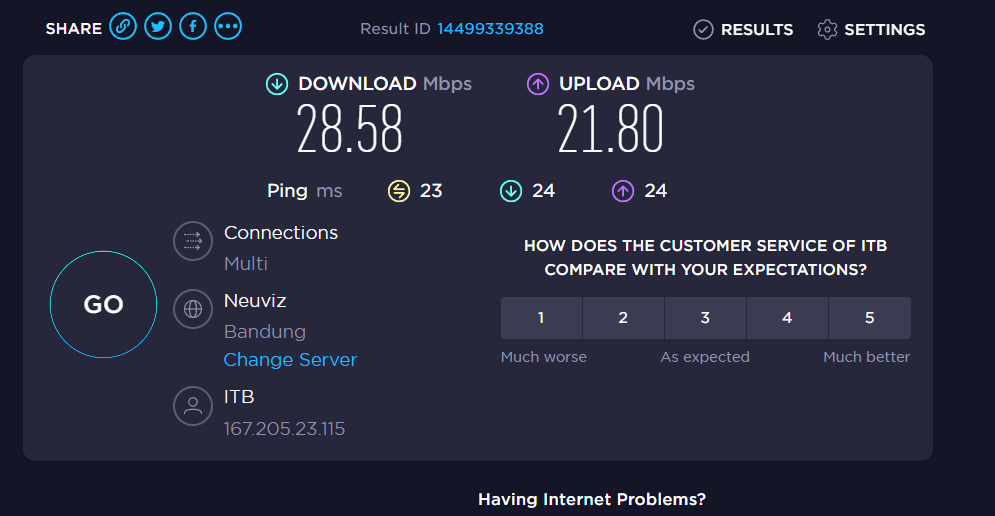 SHARE
Result ID 14499339388
RESULTS
SETTINGS
DOWNLOAD Mbps
28.58
UPLOAD Mbps
21.80
Ping ms
23
24
24
GO
Connections
Multi
Neuviz
Bandung
Change Server
ITB
167.205.23.115
HOW DOES THE CUSTOMER SERVICE OF ITB
COMPARE WITH YOUR EXPECTATIONS?
1 2 3 4 5
Much worse As expected Much better
Having Internet Problems?